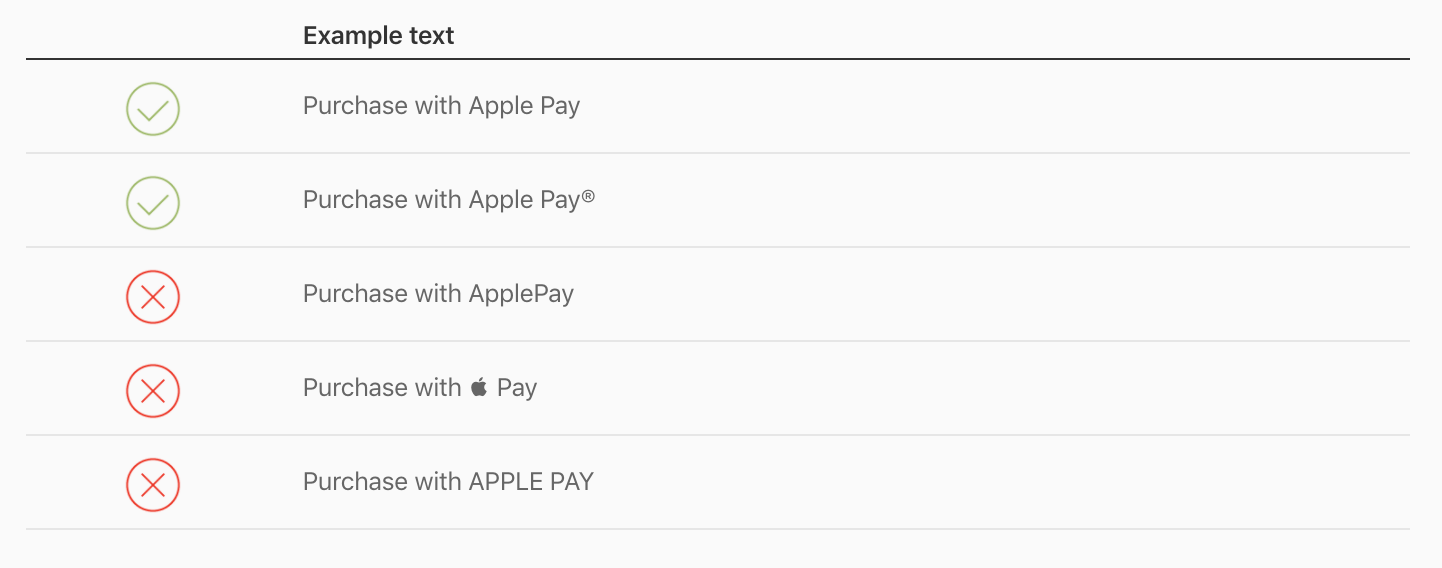 Example text
Purchase with Apple Pay
Purchase with Apple Pay®
Purchase with ApplePay
Purchase with  Pay
Purchase with APPLE PAY